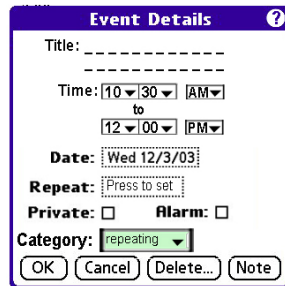 Event Details ?
Title:
Time: 10 30 AM
to
12 00 PM
Date: Wed 12/3/03
Repeat: Press to set
Private: Alarm:
Category: repeating
OK Cancel Delete... Note